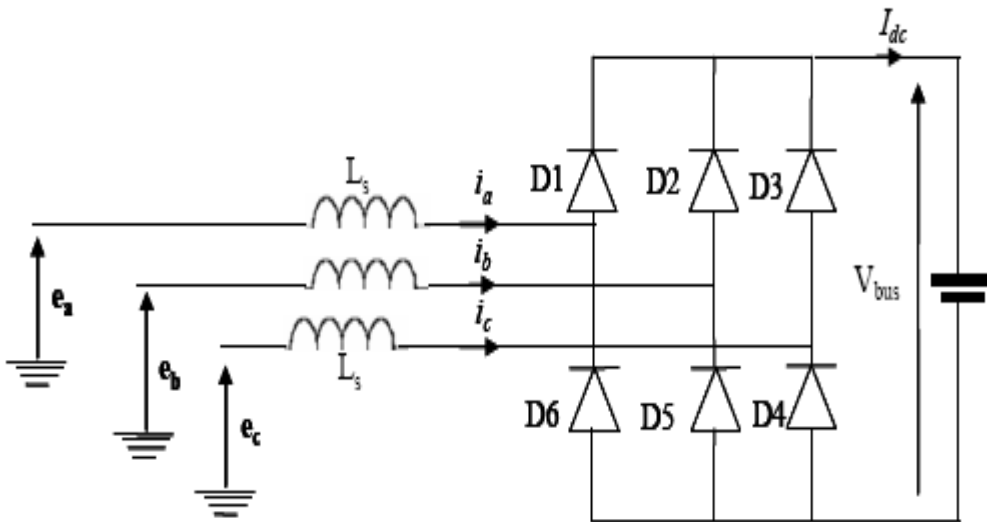 I_dc
L_s
i_a
D1
D2
D3
i_b
e_a
V_bus
i_c
L_s
e_b
D6
D5
D4
e_c